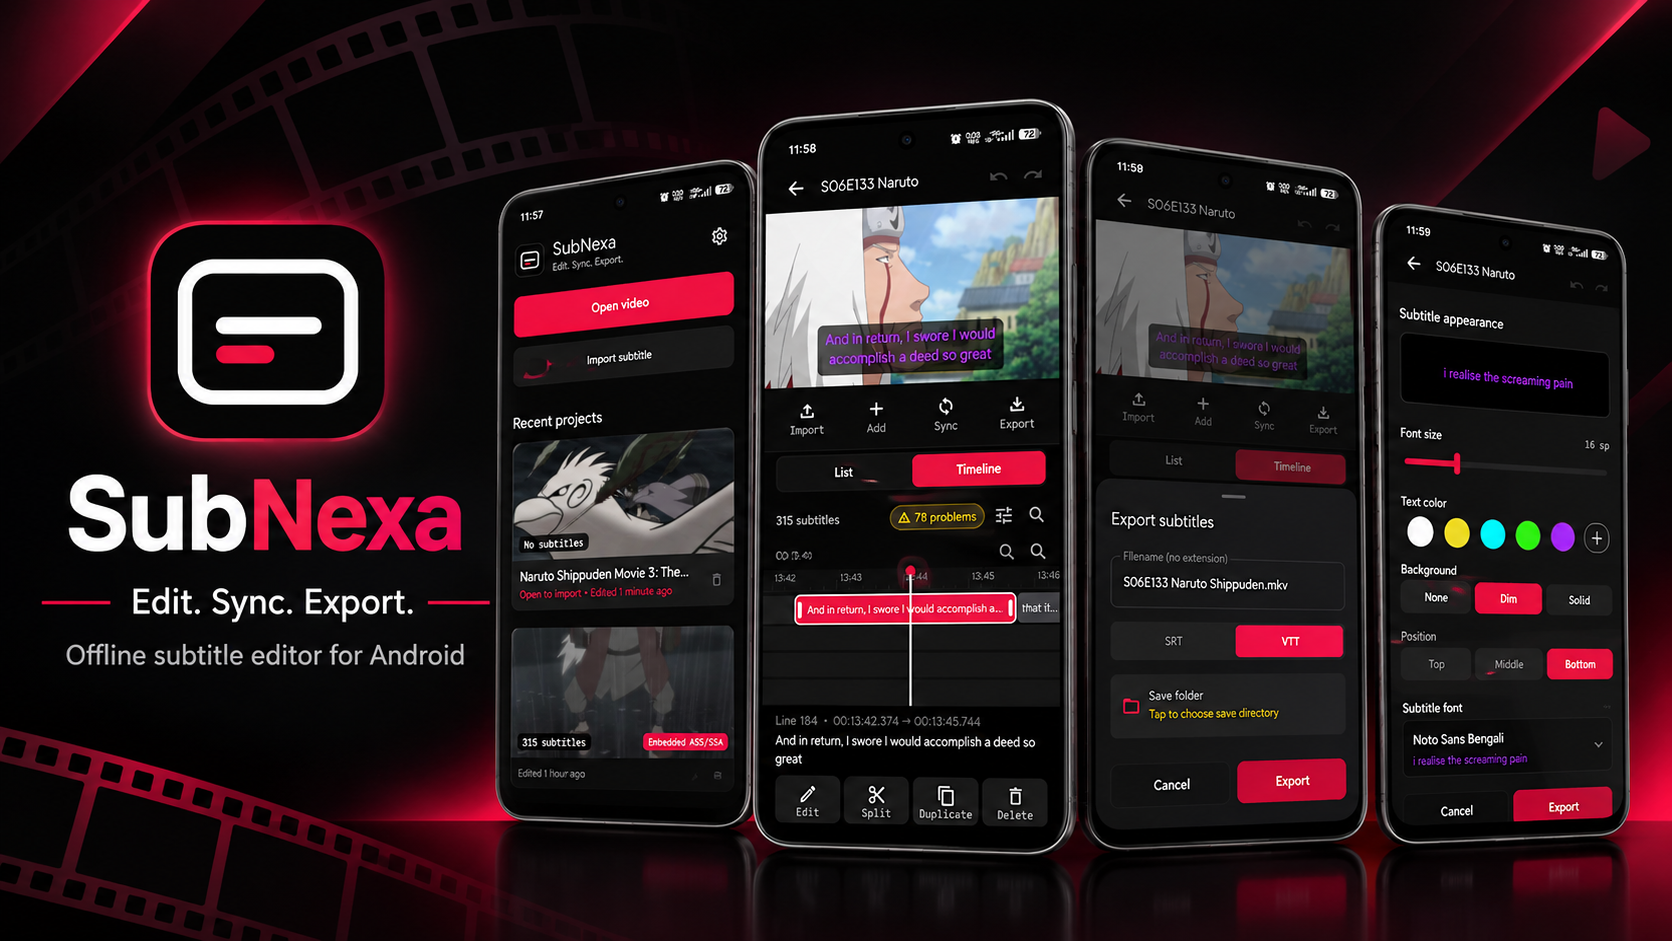 SubNexa
Edit. Sync. Export.
Offline subtitle editor for Android
11:57
72
SubNexa
Edit. Sync. Export.
Open video
Import subtitle
Recent projects
No subtitles
Naruto Shippuden Movie 3: The...
Open to import • Edited 1 minute ago
315 subtitles
Embedded ASS/SSA
Edited 1 hour ago
11:58
72
S06E133 Naruto
And in return, I swore I would
accomplish a deed so great
Import
Add
Sync
Export
List
Timeline
315 subtitles
78 problems
13:42
13:43
13:45
13:46
And in return, I swore I would accomplish a...
that it...
Line 184 • 00:13:42.374 → 00:13:45.744
And in return, I swore I would accomplish a deed so
great
Edit
Split
Duplicate
Delete
11:59
72
S06E133 Naruto
And in return, I swore I would
accomplish a deed so great
Import
Add
Sync
Export
List
Timeline
Export subtitles
Filename (no extension)
S06E133 Naruto Shippuden.mkv
SRT
VTT
Save folder
Tap to choose save directory
Cancel
Export
11:59
72
S06E133 Naruto
Subtitle appearance
i realise the screaming pain
Font size
16 sp
Text color
Background
None
Dim
Solid
Position
Top
Middle
Bottom
Subtitle font
Noto Sans Bengali
i realise the screaming pain
Cancel
Export